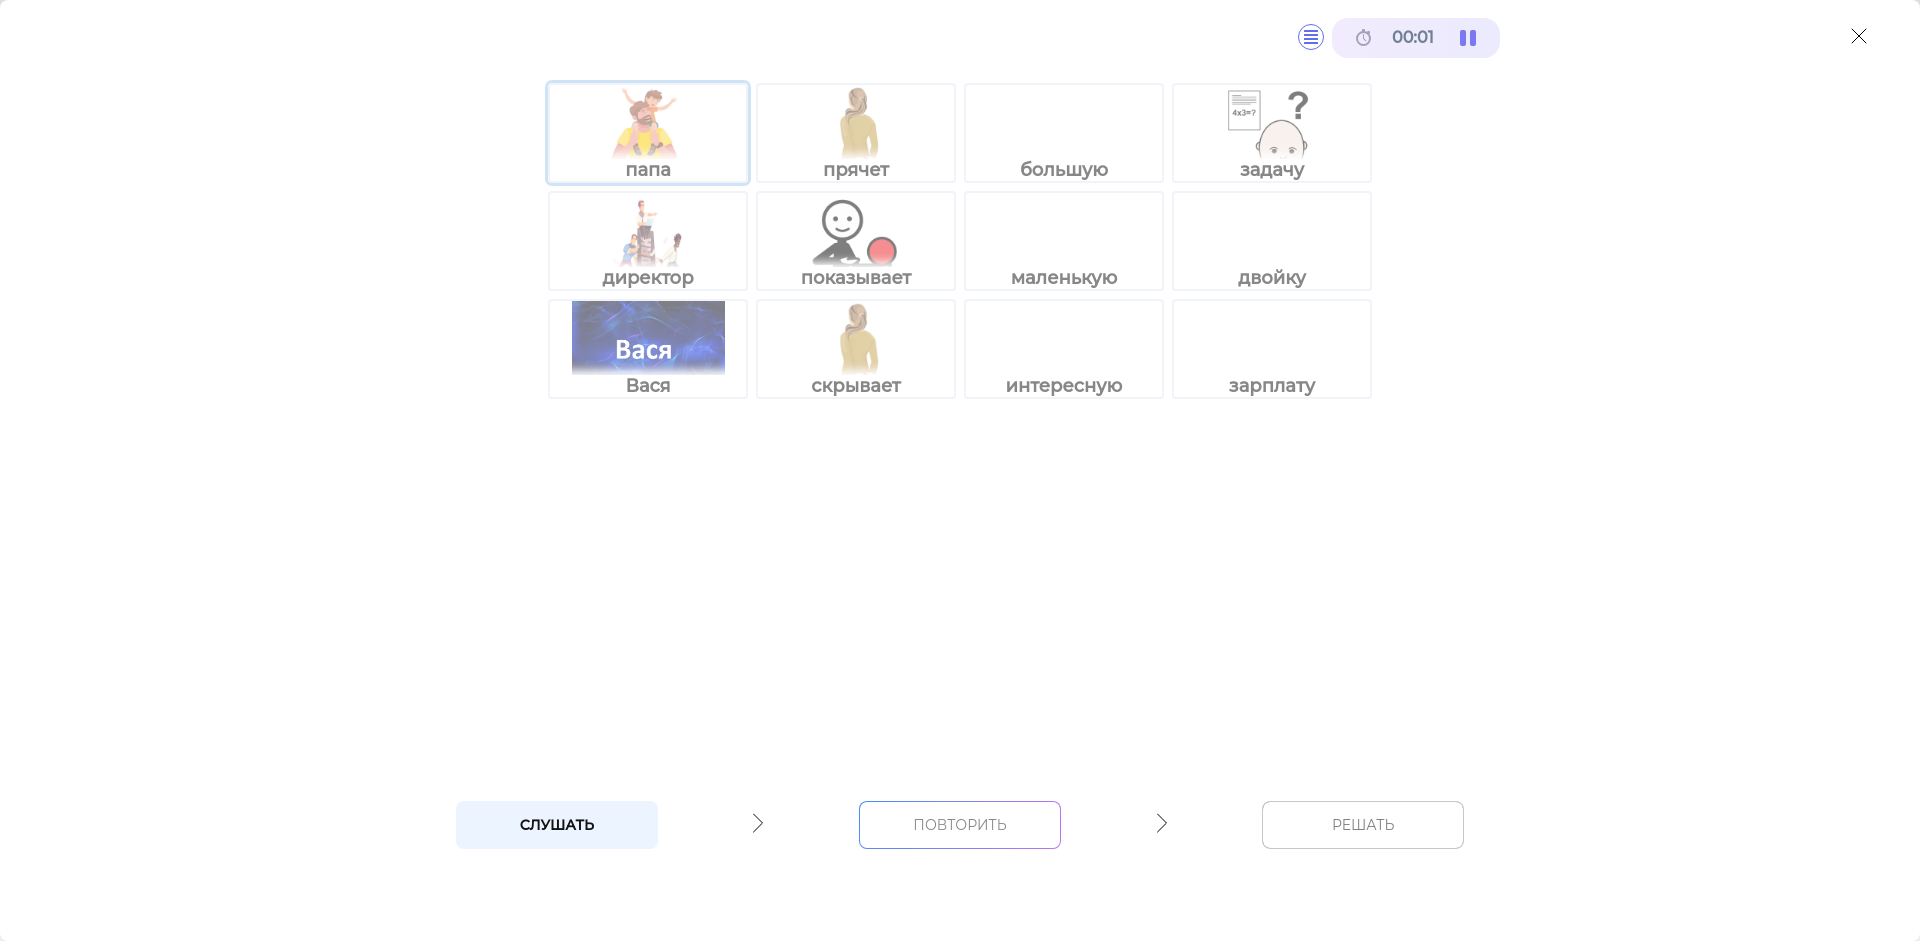 00:01
4x3=?
?
папа
прячет
большую
задачу
директор
показывает
маленькую
двойку
Вася
Вася
скрывает
интересную
зарплату
СЛУШАТЬ
ПОВТОРИТЬ
РЕШАТЬ